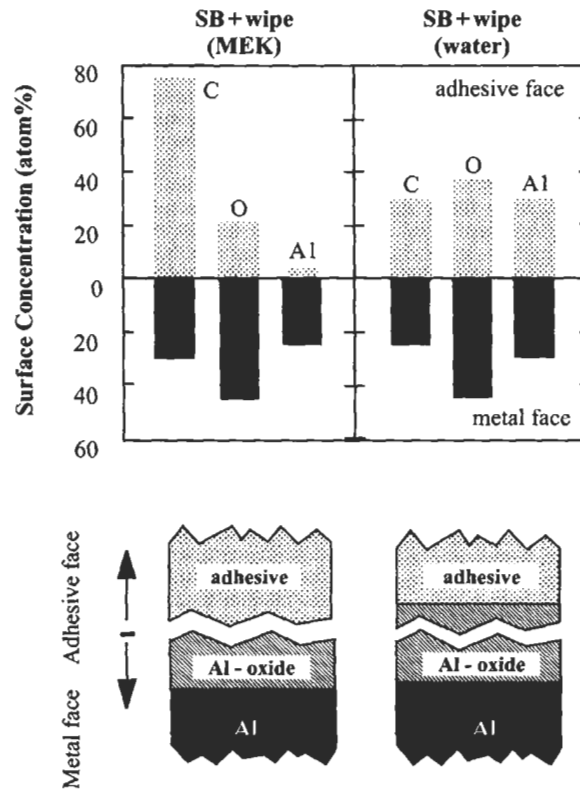 SB + wipe
(MEK)
SB + wipe
(water)
Surface Concentration (atom%)
80
60
40
20
0
20
40
60
C
O
Al
adhesive face
C
O
Al
metal face
Adhesive face
Metal face
adhesive
Al - oxide
Al
adhesive
Al - oxide
Al